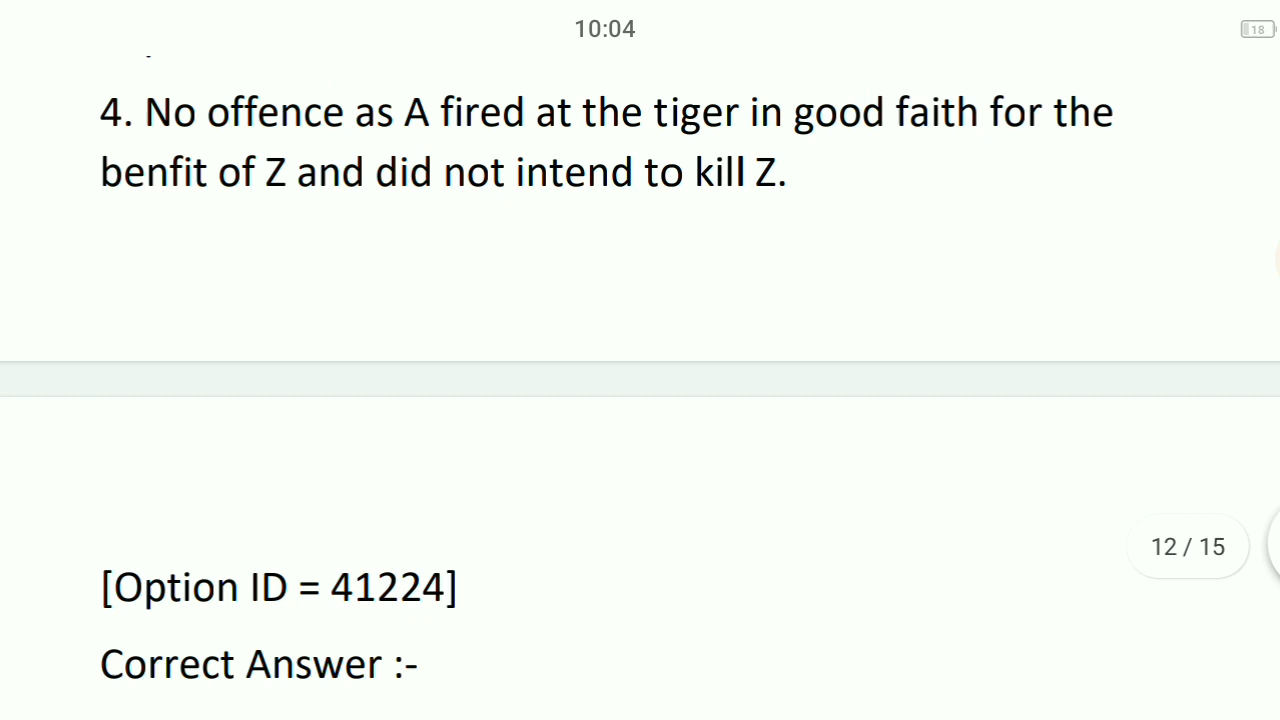 10:04
18
4. No offence as A fired at the tiger in good faith for the
benfit of Z and did not intend to kill Z.
12 / 15
[Option ID = 41224]
Correct Answer :-